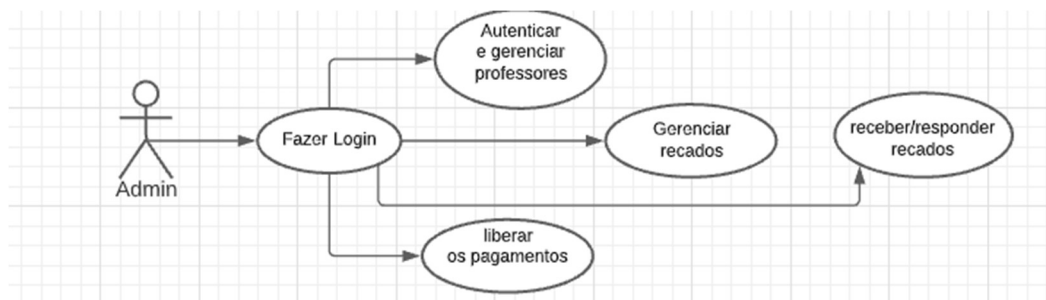 Autenticar
e gerenciar
professores
Fazer Login
Gerenciar
recados
receber/responder
recados
Admin
liberar
os pagamentos